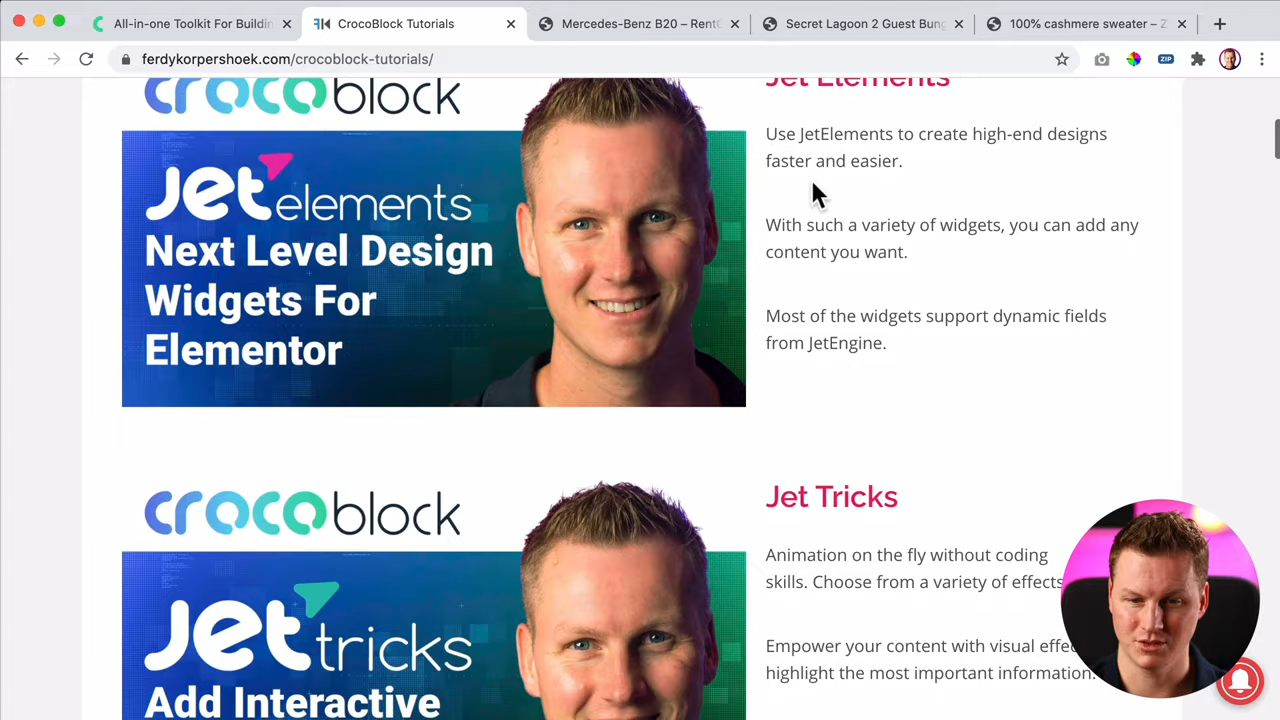 All-in-one Toolkit For Buildin
CrocoBlock Tutorials
Mercedes-Benz B20 – Rent
Secret Lagoon 2 Guest Bung
100% cashmere sweater –
ferdykorpershoek.com/crocoblock-tutorials/
ZIP
crocoblock
Jet Elements
Use JetElements to create high-end designs
faster and easier.
jet elements
Next Level Design
Widgets For
Elementor
With such a variety of widgets, you can add any
content you want.
Most of the widgets support dynamic fields
from JetEngine.
crocoblock
Jet Tricks
Animation on the fly without coding
skills. Choose from a variety of effects
jet tricks
Add Interactive
Empower your content with visual effec
highlight the most important information.